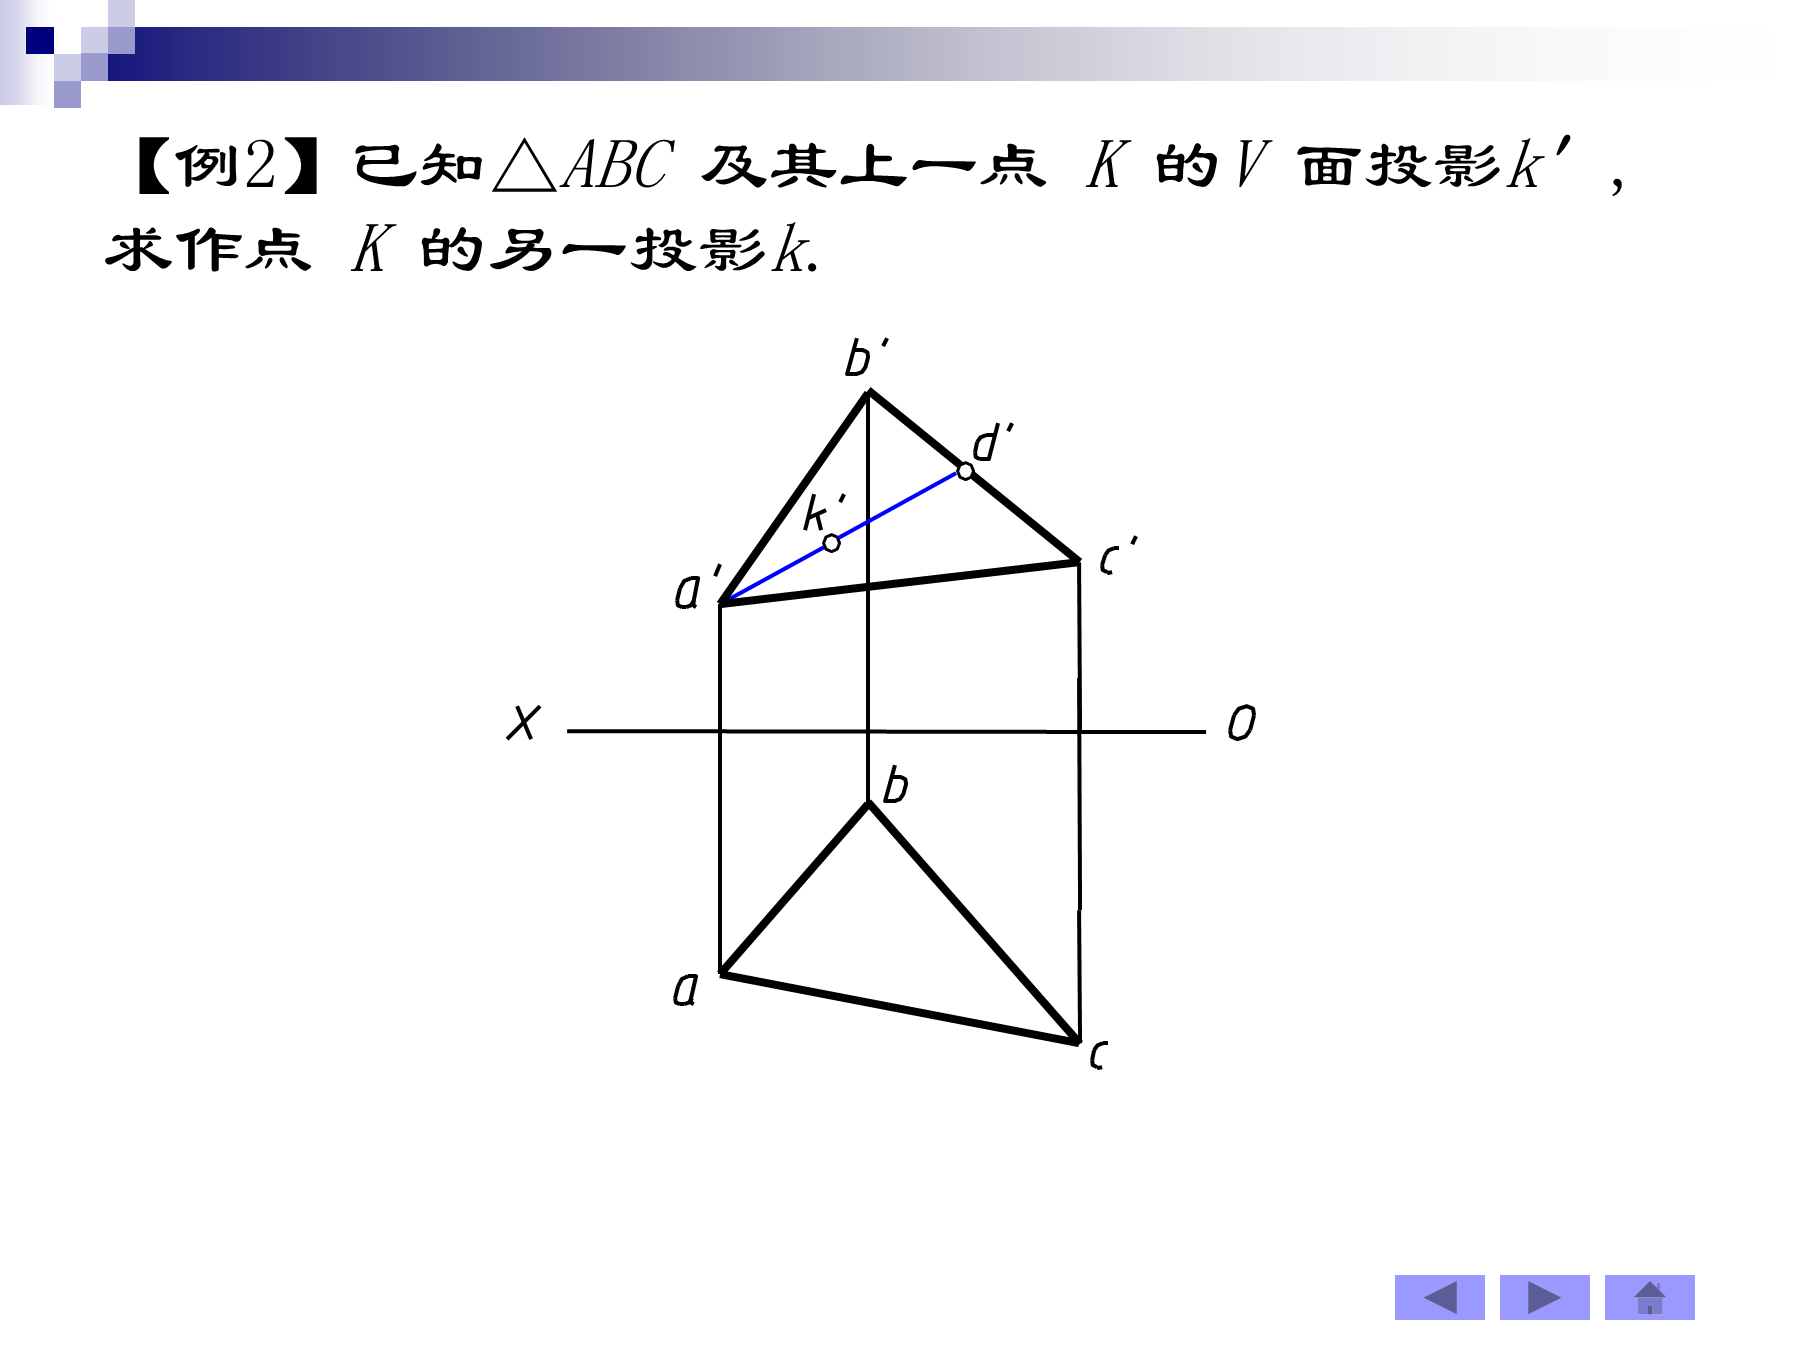 【例2】已知△ABC 及其上一点 K 的V 面投影k′,
求作点 K 的另一投影k.
b′
d′
k′
c′
a′
X
O
b
a
c